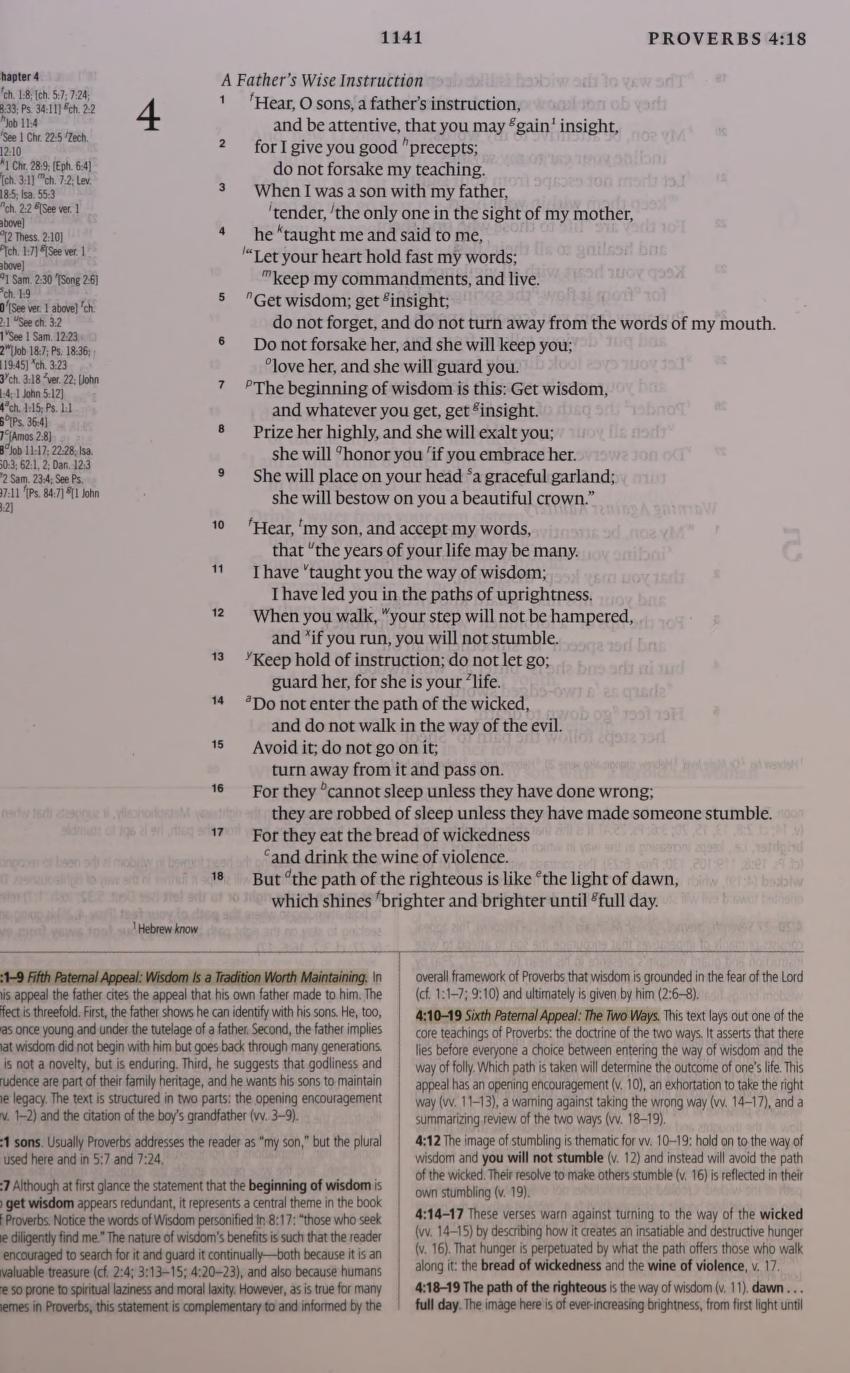 1141
PROVERBS 4:18
hapter 4
ch. 1:8; [ch. 5:7; 7:24;
8:33; Ps. 34:11] g ch. 2:2
h Job 11:4
i See 1 Chr. 22:5 j Zech.
12:10
k 1 Chr. 28:9; [Eph. 6:4]
l [ch. 3:1] m ch. 7:2; Lev.
18:5; Isa. 55:3
n ch. 2:2 g [See ver. 1
above]
o [2 Thess. 2:10]
p [ch. 1:7] g [See ver. 1
above]
q 1 Sam. 2:30 r [Song 2:6]
s ch. 1:9
0 f [See ver. 1 above] t ch.
2:1 u See ch. 3:2
1 v See 1 Sam. 12:23
2 w [Job 18:7; Ps. 18:36;
119:45] x ch. 3:23
3 y ch. 3:18 z ver. 22; [John
1:4; 1 John 5:12]
4 a ch. 1:15; Ps. 1:1
6 b [Ps. 36:4]
7 c [Amos 2:8]
8 d Job 11:17; 22:28; Isa.
60:3; 62:1, 2; Dan. 12:3
e 2 Sam. 23:4; See Ps.
97:11 f [Ps. 84:7] g [1 John
3:2]
A Father's Wise Instruction
4
1 f Hear, O sons, a father's instruction,
and be attentive, that you may g gain 1 insight,
2 for I give you good h precepts;
do not forsake my teaching.
3 When I was a son with my father,
i tender, j the only one in the sight of my mother,
4 he k taught me and said to me,
l "Let your heart hold fast my words;
m keep my commandments, and live.
5 n Get wisdom; get g insight;
do not forget, and do not turn away from the words of my mouth.
6 Do not forsake her, and she will keep you;
o love her, and she will guard you.
7 p The beginning of wisdom is this: Get wisdom,
and whatever you get, get g insight.
8 Prize her highly, and she will exalt you;
she will q honor you r if you embrace her.
9 She will place on your head s a graceful garland;
she will bestow on you a beautiful crown."
10 f Hear, t my son, and accept my words,
that u the years of your life may be many.
11 I have v taught you the way of wisdom;
I have led you in the paths of uprightness.
12 When you walk, w your step will not be hampered,
and x if you run, you will not stumble.
13 y Keep hold of instruction; do not let go;
guard her, for she is your z life.
14 a Do not enter the path of the wicked,
and do not walk in the way of the evil.
15 Avoid it; do not go on it;
turn away from it and pass on.
16 For they b cannot sleep unless they have done wrong;
they are robbed of sleep unless they have made someone stumble.
17 For they eat the bread of wickedness
c and drink the wine of violence.
18 But d the path of the righteous is like e the light of dawn,
which shines f brighter and brighter until g full day.
1 Hebrew know
:1–9 Fifth Paternal Appeal: Wisdom Is a Tradition Worth Maintaining. In
is appeal the father cites the appeal that his own father made to him. The
ffect is threefold. First, the father shows he can identify with his sons. He, too,
as once young and under the tutelage of a father. Second, the father implies
at wisdom did not begin with him but goes back through many generations.
is not a novelty, but is enduring. Third, he suggests that godliness and
rudence are part of their family heritage, and he wants his sons to maintain
e legacy. The text is structured in two parts: the opening encouragement
v. 1–2) and the citation of the boy's grandfather (vv. 3–9).
:1 sons. Usually Proverbs addresses the reader as "my son," but the plural
used here and in 5:7 and 7:24.
:7 Although at first glance the statement that the beginning of wisdom is
get wisdom appears redundant, it represents a central theme in the book
f Proverbs. Notice the words of Wisdom personified in 8:17: "those who seek
e diligently find me." The nature of wisdom's benefits is such that the reader
encouraged to search for it and guard it continually—both because it is an
valuable treasure (cf. 2:4; 3:13–15; 4:20–23), and also because humans
re so prone to spiritual laziness and moral laxity. However, as is true for many
emes in Proverbs, this statement is complementary to and informed by the
overall framework of Proverbs that wisdom is grounded in the fear of the Lord
(cf. 1:1–7; 9:10) and ultimately is given by him (2:6–8).
4:10–19 Sixth Paternal Appeal: The Two Ways. This text lays out one of the
core teachings of Proverbs: the doctrine of the two ways. It asserts that there
lies before everyone a choice between entering the way of wisdom and the
way of folly. Which path is taken will determine the outcome of one's life. This
appeal has an opening encouragement (v. 10), an exhortation to take the right
way (vv. 11–13), a warning against taking the wrong way (vv. 14–17), and a
summarizing review of the two ways (vv. 18–19).
4:12 The image of stumbling is thematic for vv. 10–19: hold on to the way of
wisdom and you will not stumble (v. 12) and instead will avoid the path
of the wicked. Their resolve to make others stumble (v. 16) is reflected in their
own stumbling (v. 19).
4:14–17 These verses warn against turning to the way of the wicked
(vv. 14–15) by describing how it creates an insatiable and destructive hunger
(v. 16). That hunger is perpetuated by what the path offers those who walk
along it: the bread of wickedness and the wine of violence, v. 17.
4:18–19 The path of the righteous is the way of wisdom (v. 11). dawn . . .
full day. The image here is of ever-increasing brightness, from first light until